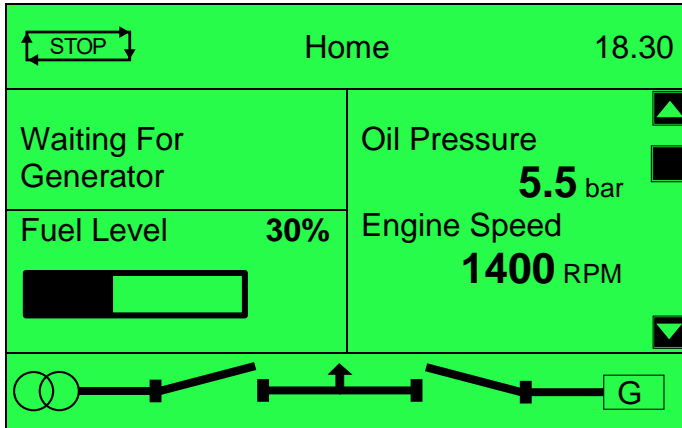 STOP
Home
18.30
Waiting For
Generator
Fuel Level 30%
Oil Pressure
5.5 bar
Engine Speed
1400 RPM
G